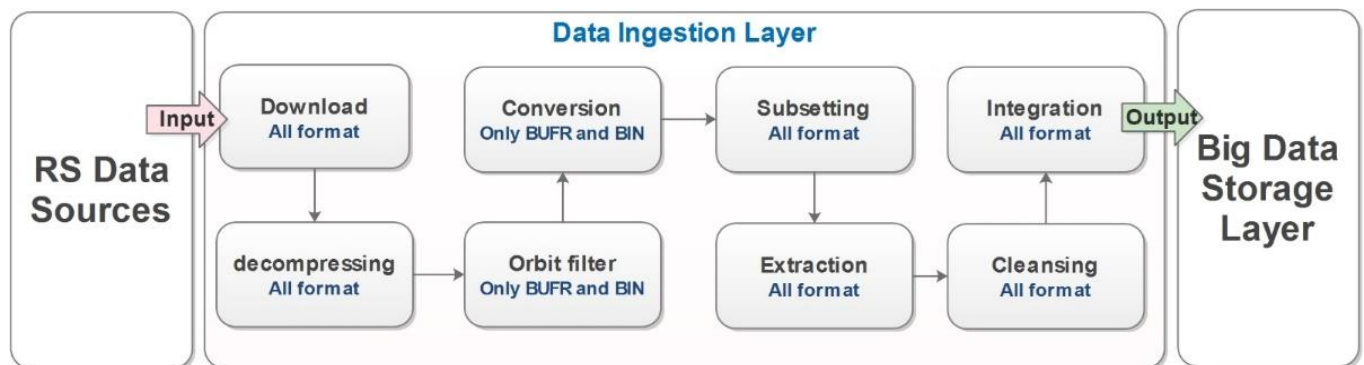 Data Ingestion Layer
RS Data
Sources
Input
Download
All format
decompressing
All format
Orbit filter
Only BUFR and BIN
Conversion
Only BUFR and BIN
Subsetting
All format
Extraction
All format
Cleansing
All format
Integration
All format
Output
Big Data
Storage
Layer